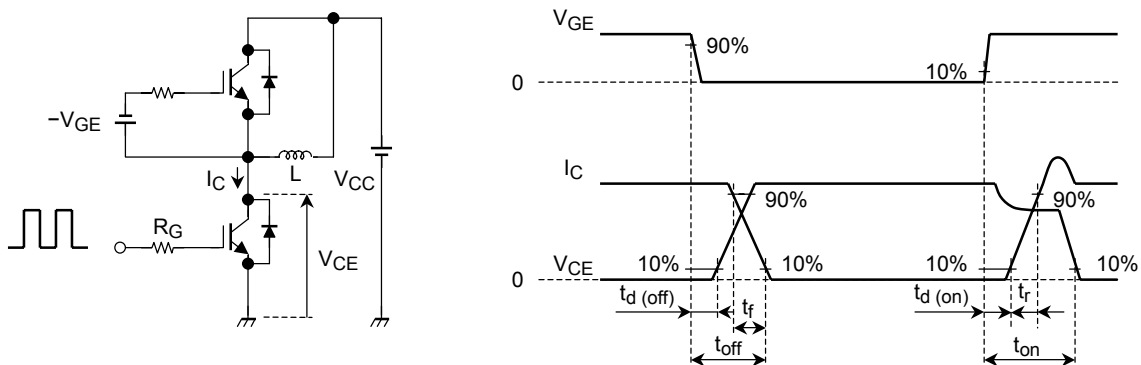 −VGE
IC
L
VCC
RG
VCE
VGE
90%
0
10%
IC
90%
VCE
0
10%
10%
10%
10%
td (off)
tf
td (on)
tr
toff
ton